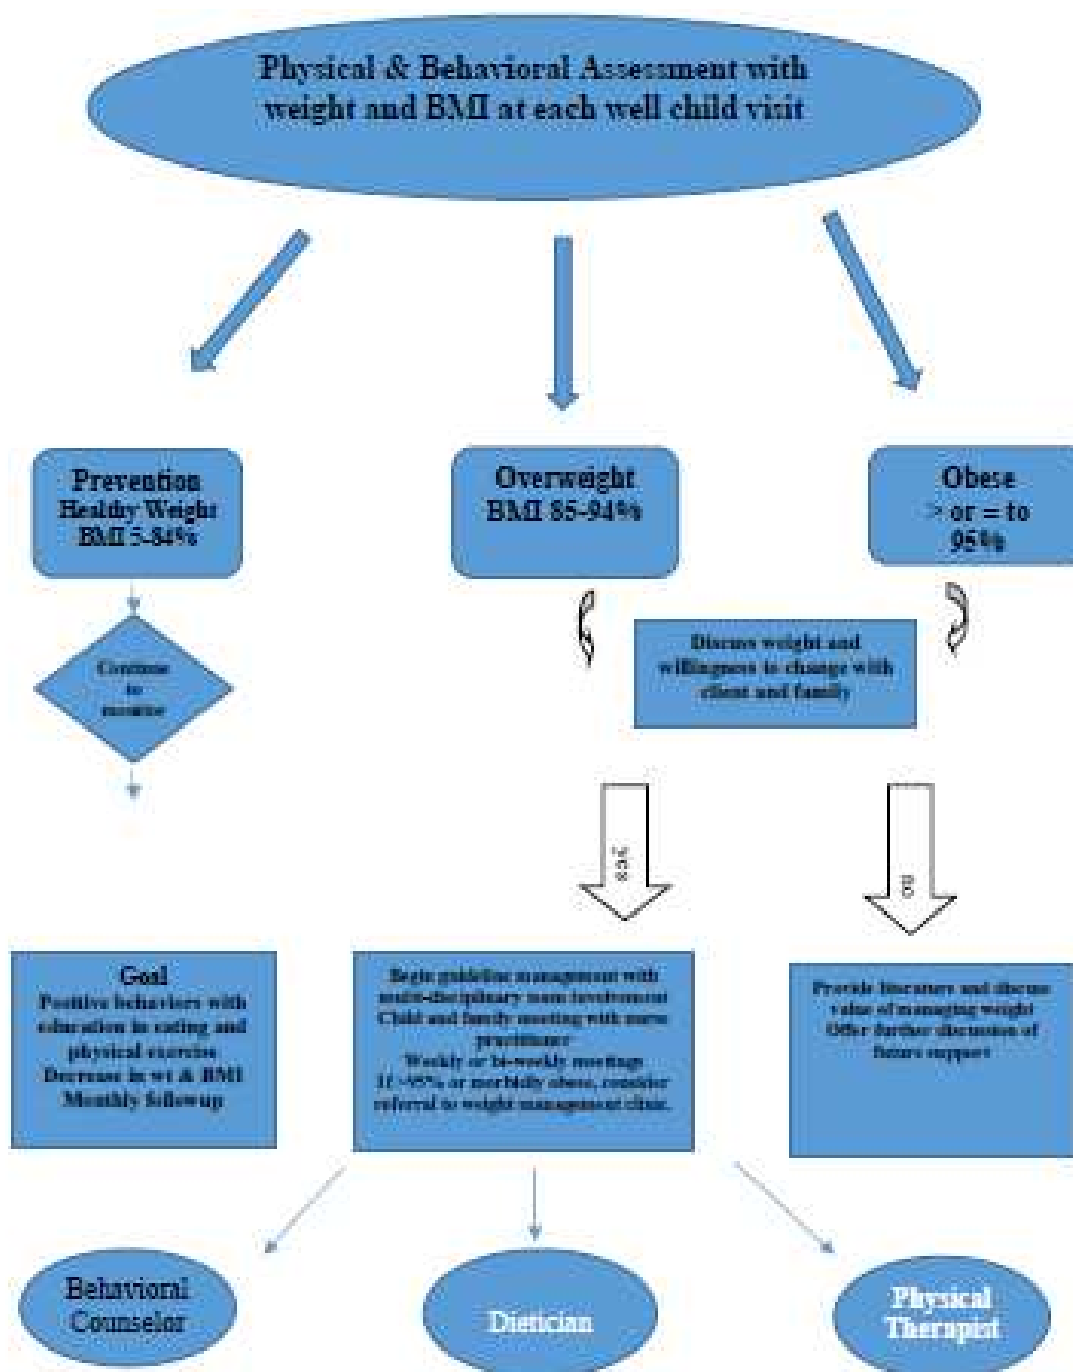 Physical & Behavioral Assessment with
weight and BMI at each well child visit
Prevention
Healthy Weight
BMI 5-84%
Overweight
BMI 85-94%
Obese
> or = to
95%
Continue
to
monitor
Discuss weight and
willingness to change with
client and family
yes
no
Goal
Positive behaviors with
education in eating and
physical exercise
Decrease in wt & BMI
Monthly followup
Begin guideline management with
multi-disciplinary team involvement
Child and family meeting with nurse
practitioner
Weekly or bi-weekly meetings
If >95% or morbidly obese, consider
referral to weight management clinic.
Provide literature and discuss
value of managing weight
Offer further discussion of
future support
Behavioral
Counselor
Dietician
Physical
Therapist